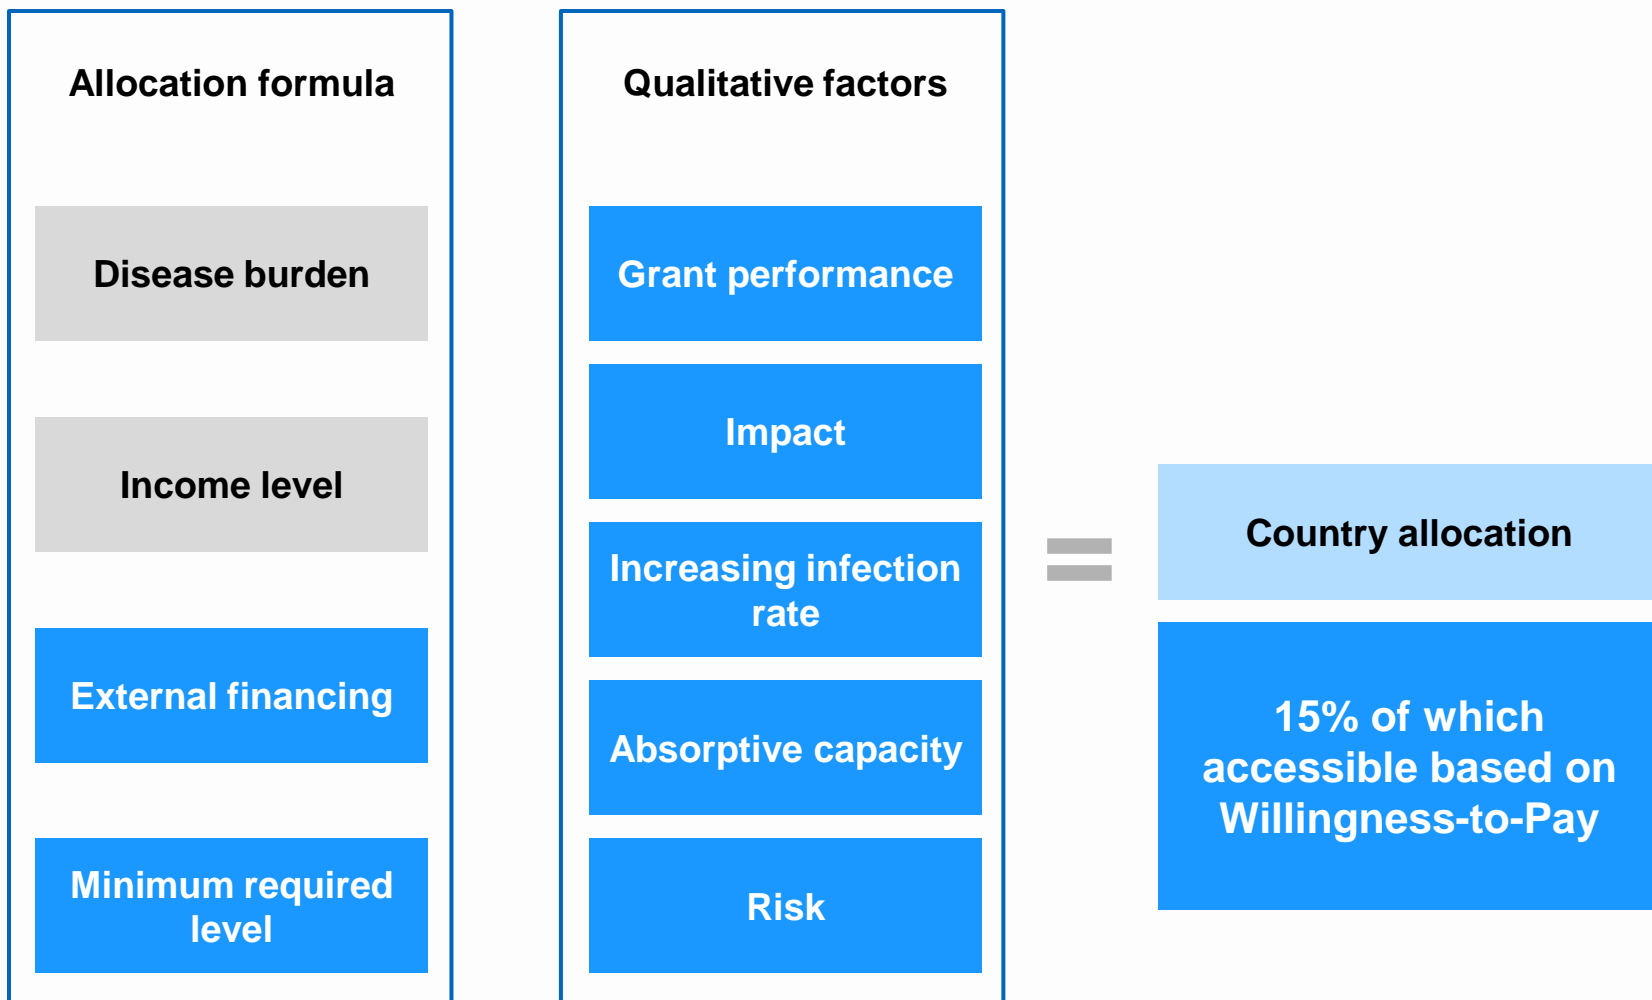 Allocation formula
Disease burden
Income level
External financing
Minimum required
level
Qualitative factors
Grant performance
Impact
Increasing infection
rate
Absorptive capacity
Risk
=
Country allocation
15% of which
accessible based on
Willingness-to-Pay